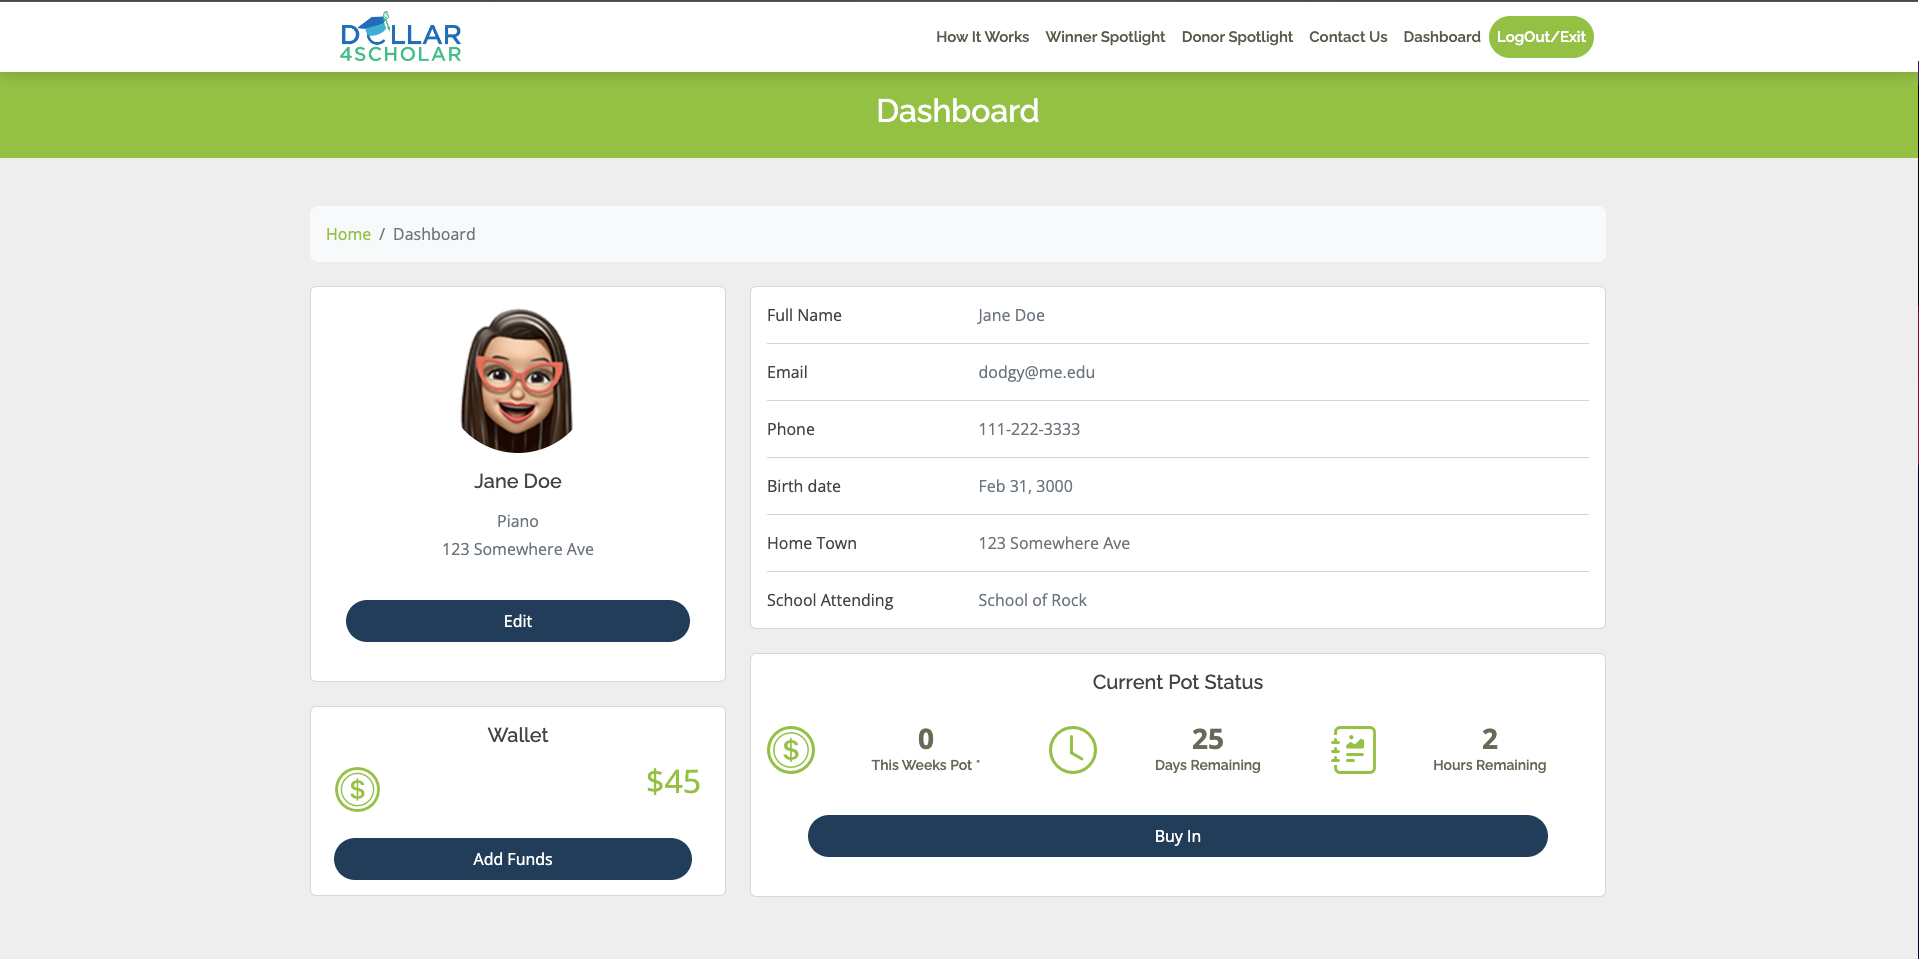 DOLLAR
4SCHOLAR
How It Works
Winner Spotlight
Donor Spotlight
Contact Us
Dashboard
LogOut/Exit
Dashboard
Home / Dashboard
Jane Doe
Piano
123 Somewhere Ave
Edit
Full Name Jane Doe
Email dodgy@me.edu
Phone 111-222-3333
Birth date Feb 31, 3000
Home Town 123 Somewhere Ave
School Attending School of Rock
Wallet
$
$45
Add Funds
Current Pot Status
$
0
This Weeks Pot *
25
Days Remaining
2
Hours Remaining
Buy In